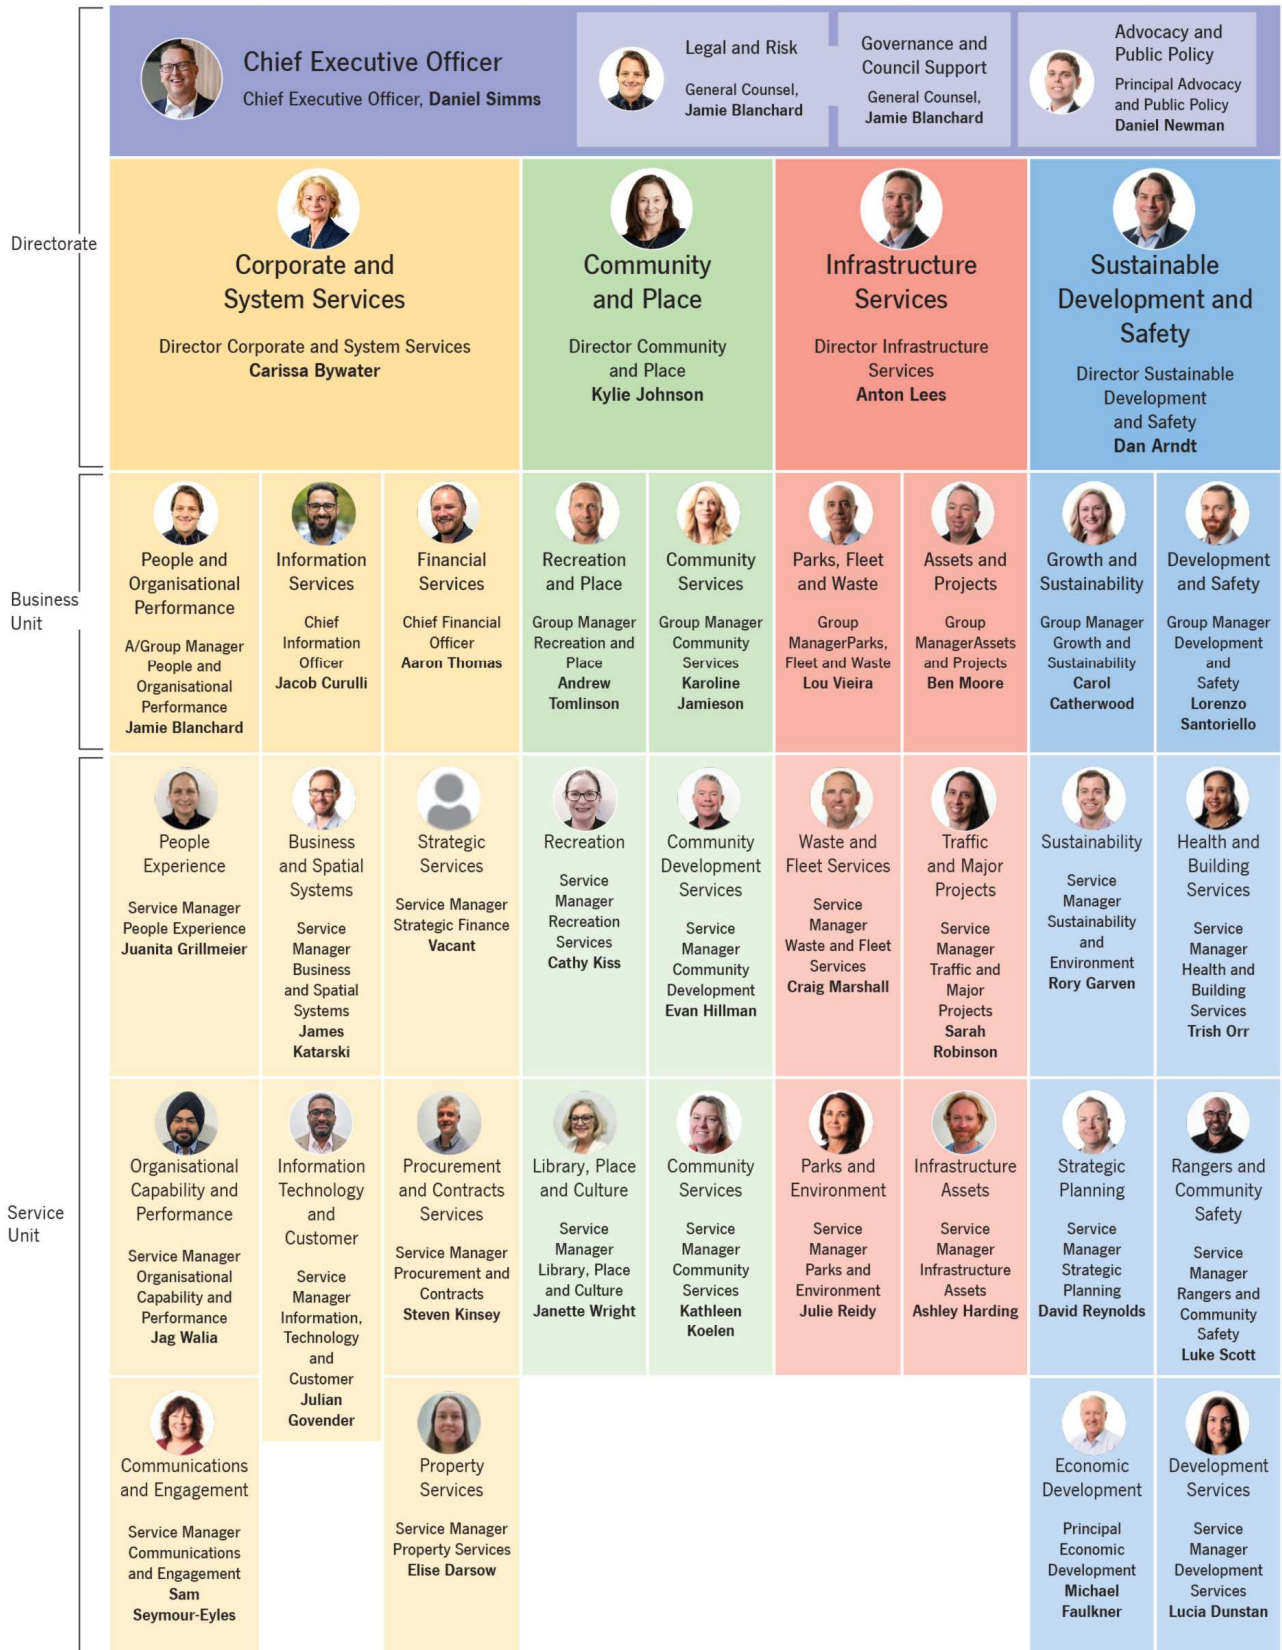 Chief Executive Officer
Chief Executive Officer, Daniel Simms
Legal and Risk
General Counsel,
Jamie Blanchard
Governance and
Council Support
General Counsel,
Jamie Blanchard
Advocacy and
Public Policy
Principal Advocacy
and Public Policy
Daniel Newman
Directorate
Corporate and
System Services
Director Corporate and System Services
Carissa Bywater
Community
and Place
Director Community
and Place
Kylie Johnson
Infrastructure
Services
Director Infrastructure
Services
Anton Lees
Sustainable
Development and
Safety
Director Sustainable
Development
and Safety
Dan Arndt
Business
Unit
People and
Organisational
Performance
A/Group Manager
People and
Organisational
Performance
Jamie Blanchard
Information
Services
Chief
Information
Officer
Jacob Curulli
Financial
Services
Chief Financial
Officer
Aaron Thomas
Recreation
and Place
Group Manager
Recreation and
Place
Andrew
Tomlinson
Community
Services
Group Manager
Community
Services
Karoline
Jamieson
Parks, Fleet
and Waste
Group
ManagerParks,
Fleet and Waste
Lou Vieira
Assets and
Projects
Group
ManagerAssets
and Projects
Ben Moore
Growth and
Sustainability
Group Manager
Growth and
Sustainability
Carol
Catherwood
Development
and Safety
Group Manager
Development
and
Safety
Lorenzo
Santoriello
Service
Unit
People
Experience
Service Manager
People Experience
Juanita Grillmeier
Business
and Spatial
Systems
Service
Manager
Business
and Spatial
Systems
James
Katarski
Strategic
Services
Service Manager
Strategic Finance
Vacant
Recreation
Service
Manager
Recreation
Services
Cathy Kiss
Community
Development
Services
Service
Manager
Community
Development
Evan Hillman
Waste and
Fleet Services
Service
Manager
Waste and Fleet
Services
Craig Marshall
Traffic
and Major
Projects
Service
Manager
Traffic and
Major
Projects
Sarah
Robinson
Sustainability
Service
Manager
Sustainability
and
Environment
Rory Garven
Health and
Building
Services
Service
Manager
Health and
Building
Services
Trish Orr
Organisational
Capability and
Performance
Service Manager
Organisational
Capability and
Performance
Jag Walia
Information
Technology
and
Customer
Service
Manager
Information,
Technology
and
Customer
Julian
Govender
Procurement
and Contracts
Services
Service Manager
Procurement and
Contracts
Steven Kinsey
Library, Place
and Culture
Service
Manager
Library, Place
and Culture
Janette Wright
Community
Services
Service
Manager
Community
Services
Kathleen
Koelen
Parks and
Environment
Service
Manager
Parks and
Environment
Julie Reidy
Infrastructure
Assets
Service
Manager
Infrastructure
Assets
Ashley Harding
Strategic
Planning
Service
Manager
Strategic
Planning
David Reynolds
Rangers and
Community
Safety
Service
Manager
Rangers and
Community
Safety
Luke Scott
Communications
and Engagement
Service Manager
Communications
and Engagement
Sam
Seymour-Eyles
Property
Services
Service Manager
Property Services
Elise Darsow
Economic
Development
Principal
Economic
Development
Michael
Faulkner
Development
Services
Service
Manager
Development
Services
Lucia Dunstan